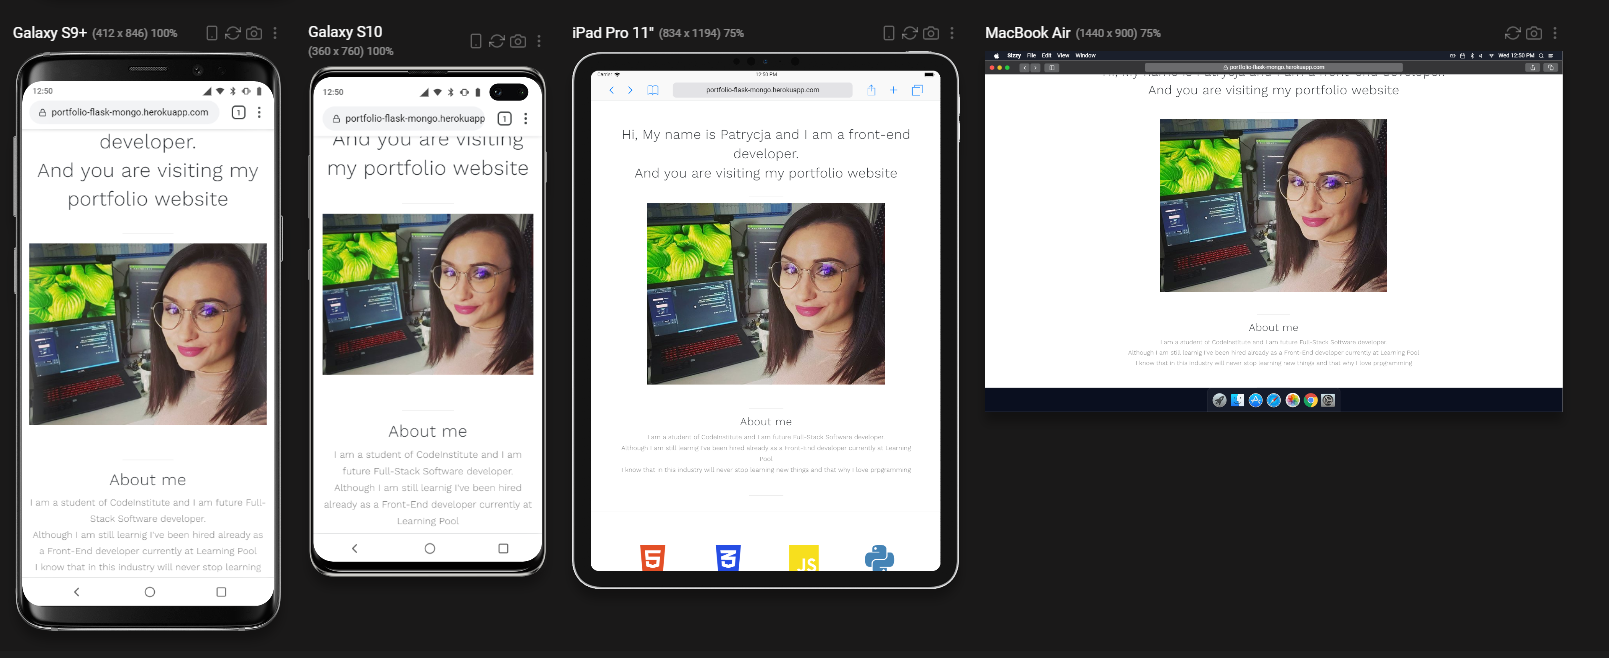 Galaxy S9+ (412 x 846) 100%
12:50
portfolio-flask-mongo.herokuapp.com
1
developer.
And you are visiting my
portfolio website
About me
I am a student of CodeInstitute and I am future Full-
Stack Software developer.
Although I am still learnig I've been hired already as
a Front-End developer currently at Learning Pool
I know that in this industry will never stop learning
Galaxy S10
(360 x 760) 100%
12:50
portfolio-flask-mongo.herokuapp
1
And you are visiting
my portfolio website
About me
I am a student of CodeInstitute and I am
future Full-Stack Software developer.
Although I am still learnig I've been hired
already as a Front-End developer currently at
Learning Pool
iPad Pro 11" (834 x 1194) 75%
Carrier
12:50 PM
portfolio-flask-mongo.herokuapp.com
Hi, My name is Patrycja and I am a front-end
developer.
And you are visiting my portfolio website
About me
I am a student of CodeInstitute and I am future Full-Stack Software developer.
Although I am still learnig I've been hired already as a Front-End developer currently at Learning
Pool
I know that in this industry will never stop learning new things and that why I love prpgramming
5
3
JS
MacBook Air (1440 x 900) 75%
Sizzy File Edit View Window
Wed 12:50 PM
portfolio-flask-mongo.herokuapp.com
Hi, My name is Patrycja and I am a front-end developer.
And you are visiting my portfolio website
About me
I am a student of CodeInstitute and I am future Full-Stack Software developer.
Although I am still learnig I've been hired already as a Front-End developer currently at Learning Pool
I know that in this industry will never stop learning new things and that why I love prpgramming